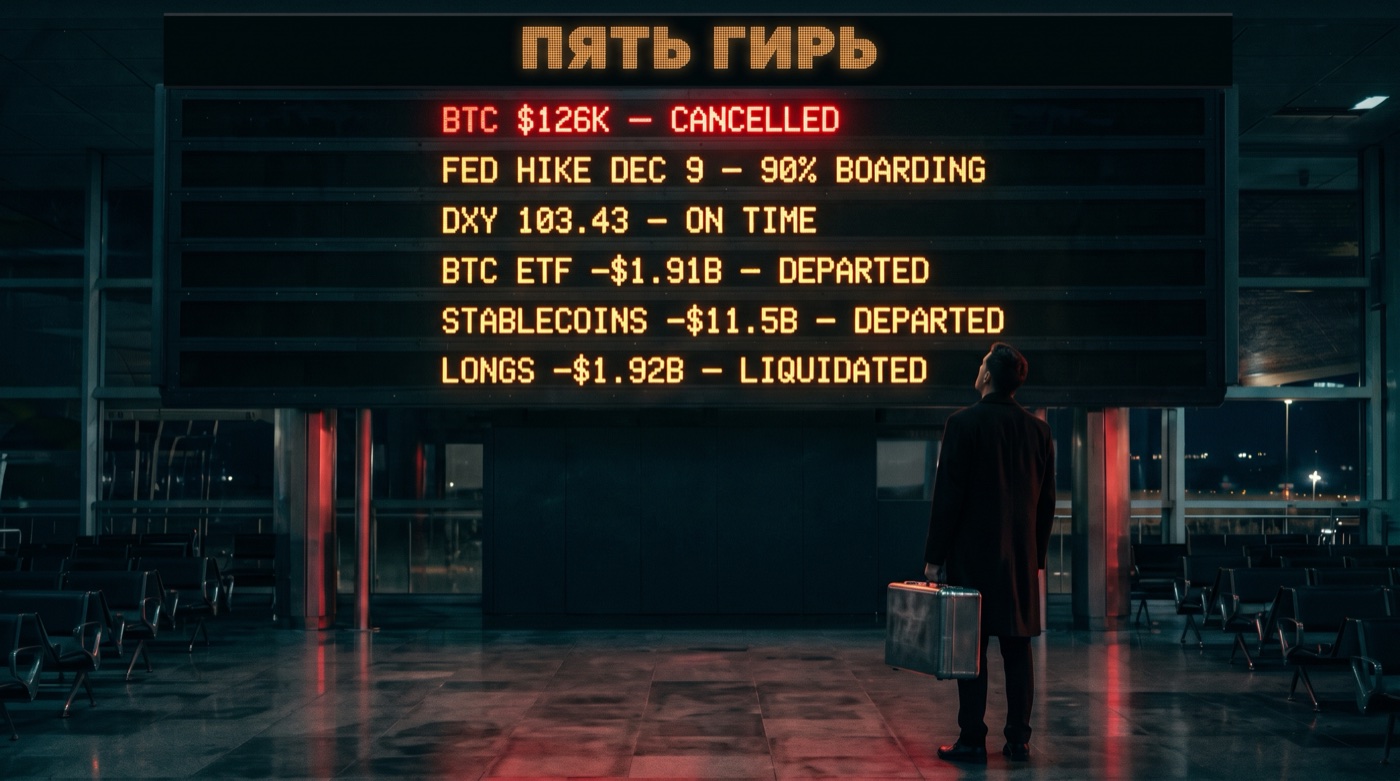 ПЯТЬ ГИРЬ
BTC $126K — CANCELLED
FED HIKE DEC 9 — 90% BOARDING
DXY 103.43 — ON TIME
BTC ETF −$1.91B — DEPARTED
STABLECOINS −$11.5B — DEPARTED
LONGS −$1.92B — LIQUIDATED